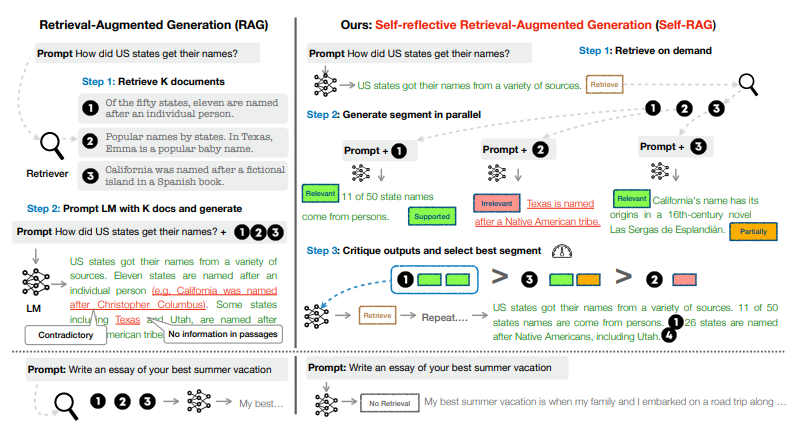 Retrieval-Augmented Generation (RAG)
Prompt How did US states get their names?
Step 1: Retrieve K documents
1 Of the fifty states, eleven are named
after an individual person.
2 Popular names by states. In Texas,
Emma is a popular baby name.
Retriever
3 California was named after a fictional
island in a Spanish book.
Step 2: Prompt LM with K docs and generate
Prompt How did US states get their names? + 1 2 3
US states got their names from a variety of
sources. Eleven states are named after an
individual person (e.g, California was named
after Christopher Columbus). Some states
including Texas and Utah, are named after
LM
Contradictory
No information in passages
American tribe
Prompt: Write an essay of your best summer vacation
1 2 3
My best...
Ours: Self-reflective Retrieval-Augmented Generation (Self-RAG)
Prompt How did US states get their names?
Step 1: Retrieve on demand
US states got their names from a variety of sources.
Retrieve
1 2 3
Step 2: Generate segment in parallel
Prompt + 1
Prompt + 2
Prompt + 3
Relevant
11 of 50 state names
come from persons.
Supported
Irrelevant
Texas is named
after a Native American tribe.
Relevant
California's name has its
origins in a 16th-century novel
Las Sergas de Esplandián.
Partially
Step 3: Critique outputs and select best segment
1 > 3 > 2
Retrieve
Repeat....
US states got their names from a variety of sources. 11 of 50
states names are come from persons. 1 26 states are named
after Native Americans, including Utah. 4
Prompt: Write an essay of your best summer vacation
No Retrieval
My best summer vacation is when my family and I embarked on a road trip along ...